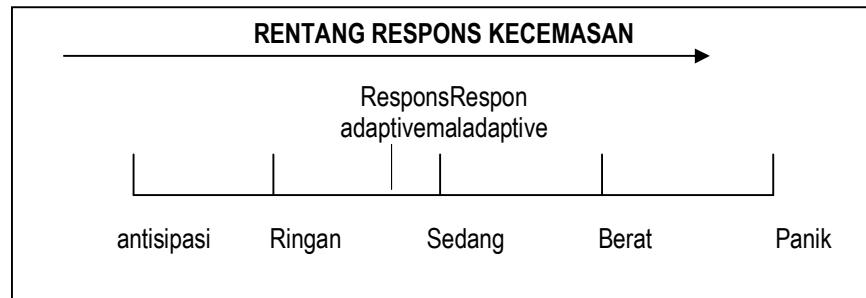 RENTANG RESPONS KECEMASAN
ResponsRespon
adaptivemaladaptive
antisipasi Ringan Sedang Berat Panik